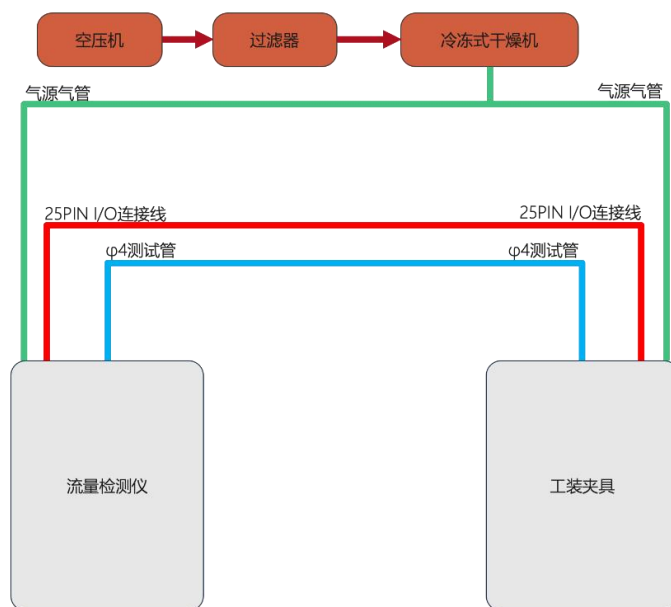 空压机
过滤器
冷冻式干燥机
气源气管
气源气管
25PIN I/O连接线
25PIN I/O连接线
φ4测试管
φ4测试管
流量检测仪
工装夹具